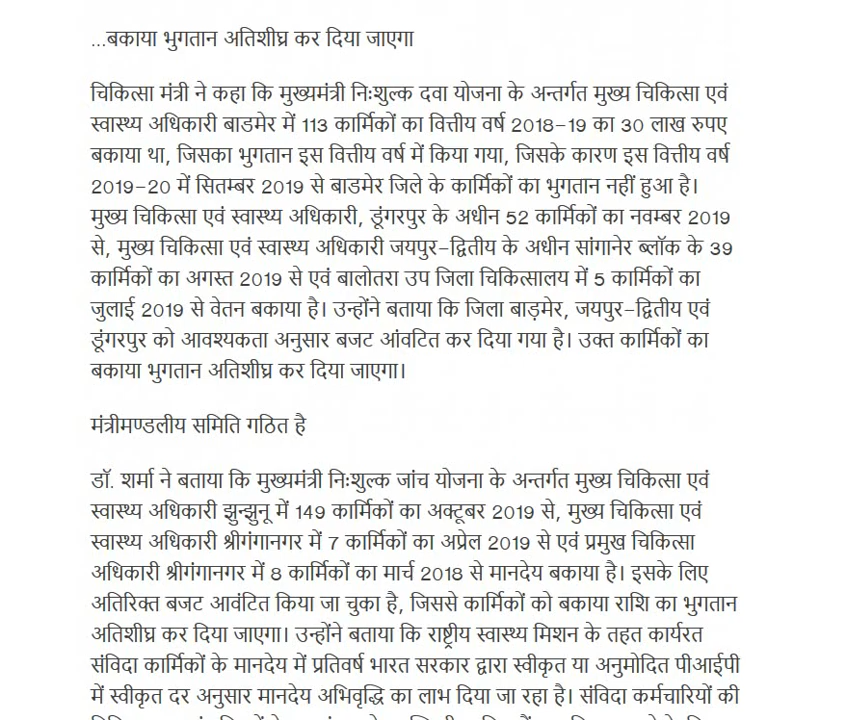 ...बकाया भुगतान अतिशीघ्र कर दिया जाएगा
चिकित्सा मंत्री ने कहा कि मुख्यमंत्री निःशुल्क दवा योजना के अन्तर्गत मुख्य चिकित्सा एवं
स्वास्थ्य अधिकारी बाडमेर में 113 कार्मिकों का वित्तीय वर्ष 2018-19 का 30 लाख रुपए
बकाया था, जिसका भुगतान इस वित्तीय वर्ष में किया गया, जिसके कारण इस वित्तीय वर्ष
2019-20 में सितम्बर 2019 से बाडमेर जिले के कार्मिकों का भुगतान नहीं हुआ है।
मुख्य चिकित्सा एवं स्वास्थ्य अधिकारी, डूंगरपुर के अधीन 52 कार्मिकों का नवम्बर 2019
से, मुख्य चिकित्सा एवं स्वास्थ्य अधिकारी जयपुर-द्वितीय के अधीन सांगानेर ब्लॉक के 39
कार्मिकों का अगस्त 2019 से एवं बालोतरा उप जिला चिकित्सालय में 5 कार्मिकों का
जुलाई 2019 से वेतन बकाया है। उन्होंने बताया कि जिला बाड़मेर, जयपुर-द्वितीय एवं
डूंगरपुर को आवश्यकता अनुसार बजट आंवटित कर दिया गया है। उक्त कार्मिकों का
बकाया भुगतान अतिशीघ्र कर दिया जाएगा।
मंत्रीमण्डलीय समिति गठित है
डॉ. शर्मा ने बताया कि मुख्यमंत्री निःशुल्क जांच योजना के अन्तर्गत मुख्य चिकित्सा एवं
स्वास्थ्य अधिकारी झुन्झुनू में 149 कार्मिकों का अक्टूबर 2019 से, मुख्य चिकित्सा एवं
स्वास्थ्य अधिकारी श्रीगंगानगर में 7 कार्मिकों का अप्रेल 2019 से एवं प्रमुख चिकित्सा
अधिकारी श्रीगंगानगर में 8 कार्मिकों का मार्च 2018 से मानदेय बकाया है। इसके लिए
अतिरिक्त बजट आवंटित किया जा चुका है, जिससे कार्मिकों को बकाया राशि का भुगतान
अतिशीघ्र कर दिया जाएगा। उन्होंने बताया कि राष्ट्रीय स्वास्थ्य मिशन के तहत कार्यरत
संविदा कार्मिकों के मानदेय में प्रतिवर्ष भारत सरकार द्वारा स्वीकृत या अनुमोदित पीआईपी
में स्वीकृत दर अनुसार मानदेय अभिवृद्धि का लाभ दिया जा रहा है। संविदा कर्मचारियों की